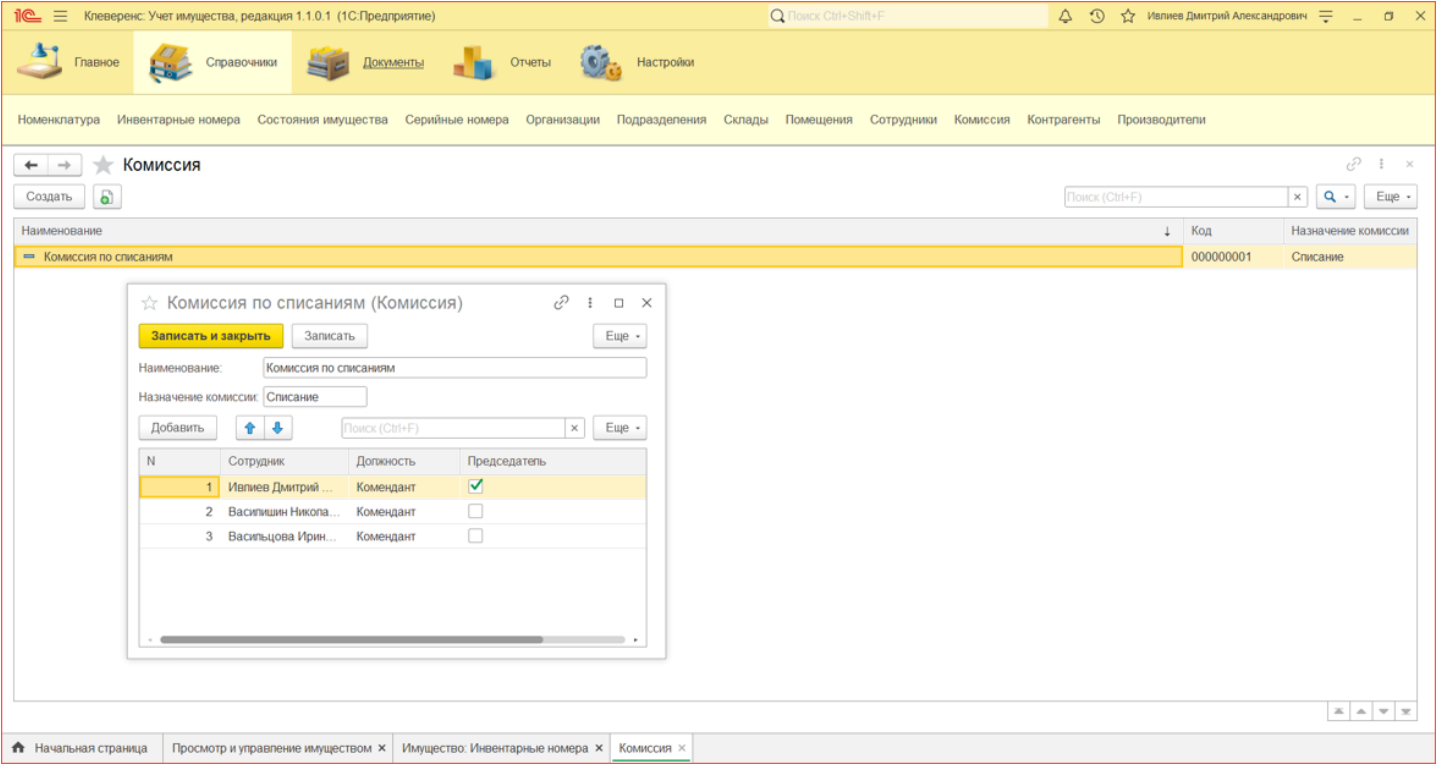 1С Клеверенс: Учет имущества, редакция 1.1.0.1 (1С:Предприятие) Поиск Ctrl+Shift+F Ивлиев Дмитрий Александрович
Главное Справочники Документы Отчеты Настройки
Номенклатура Инвентарные номера Состояния имущества Серийные номера Организации Подразделения Склады Помещения Сотрудники Комиссия Контрагенты Производители
Комиссия
Создать Поиск (Ctrl+F) Еще
Наименование Код Назначение комиссии
Комиссия по списаниям 000000001 Списание
Комиссия по списаниям (Комиссия)
Записать и закрыть Записать Еще
Наименование: Комиссия по списаниям
Назначение комиссии: Списание
Добавить Поиск (Ctrl+F) Еще
N Сотрудник Должность Председатель
1 Ивлиев Дмитрий ... Комендант
2 Василишин Никола... Комендант
3 Васильцова Ирин... Комендант
Начальная страница Просмотр и управление имуществом Имущество: Инвентарные номера Комиссия